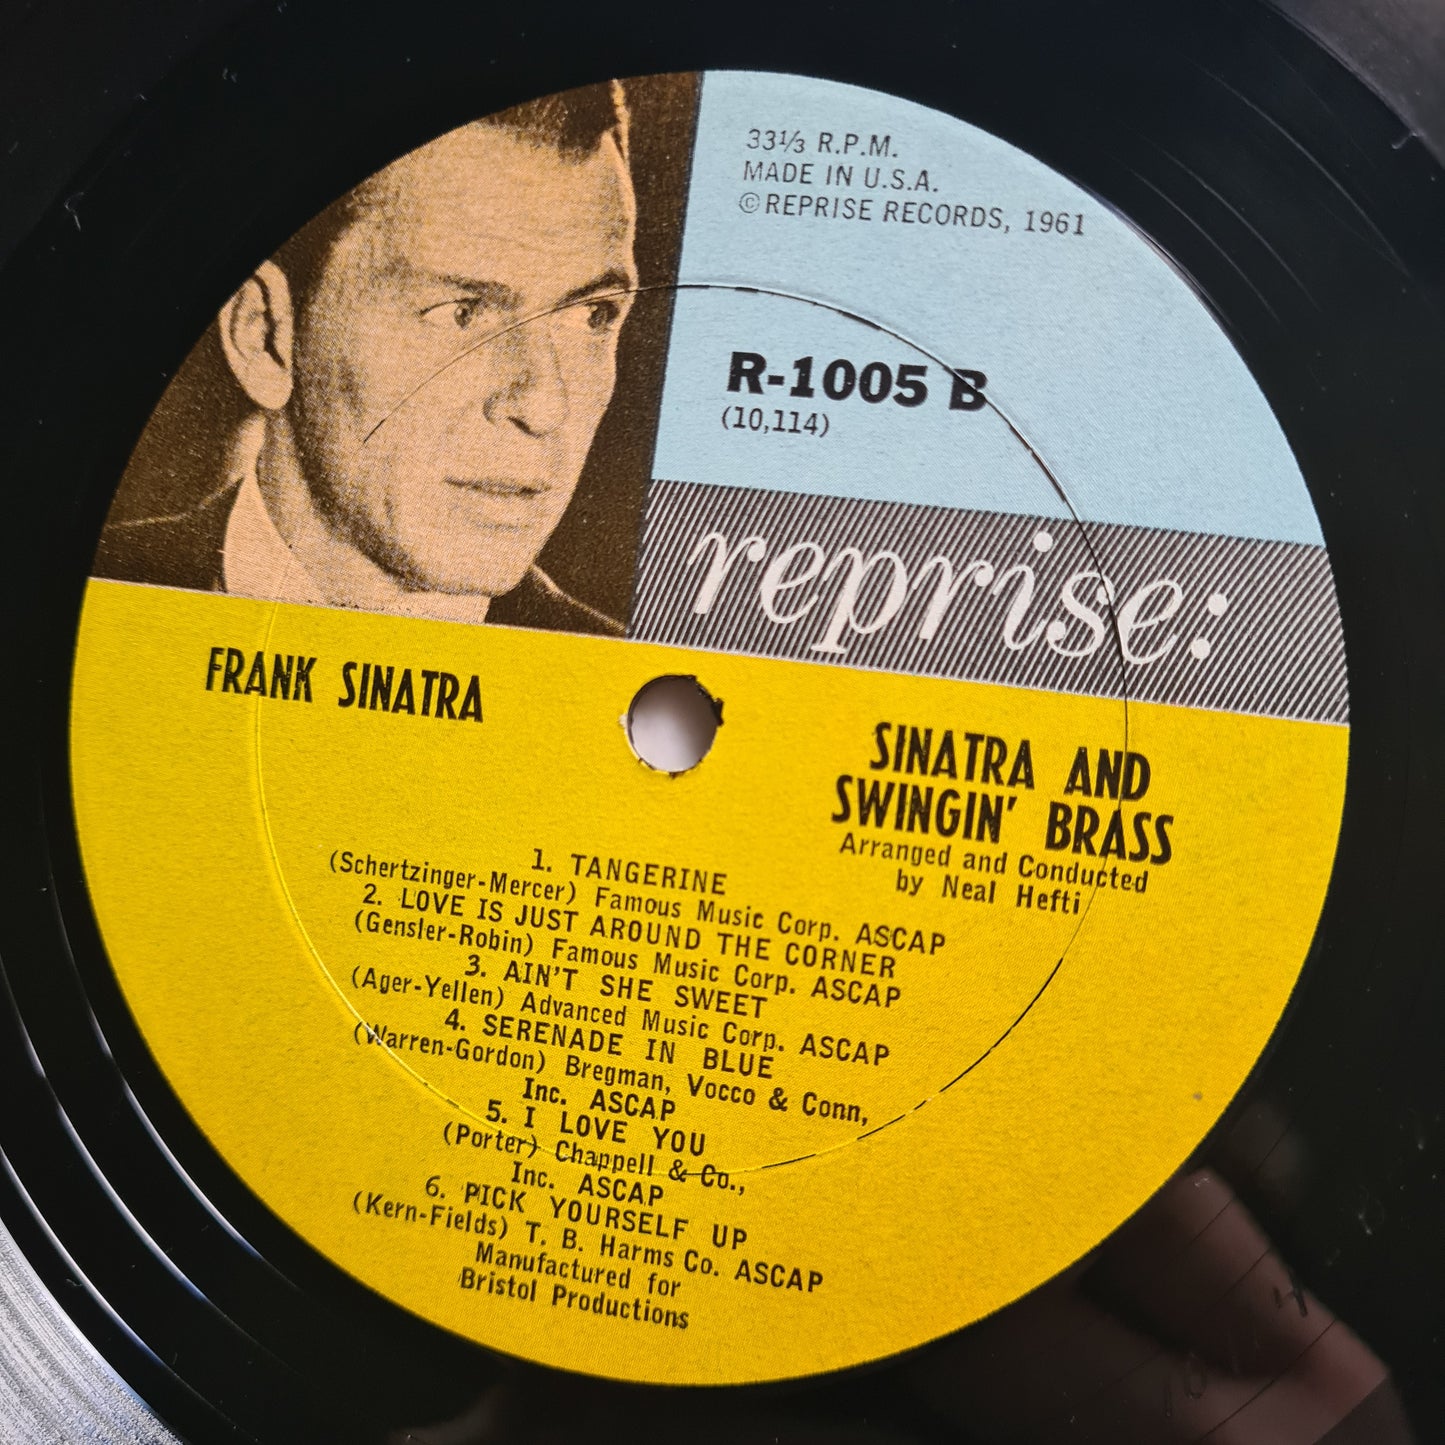 33⅓ R.P.M.
MADE IN U.S.A.
©REPRISE RECORDS, 1961
R-1005 B
(10,114)
reprise:
FRANK SINATRA
SINATRA AND
SWINGIN' BRASS
Arranged and Conducted
by Neal Hefti
1. TANGERINE
(Schertzinger-Mercer) Famous Music Corp. ASCAP
2. LOVE IS JUST AROUND THE CORNER
(Gensler-Robin) Famous Music Corp. ASCAP
3. AIN'T SHE SWEET
(Ager-Yellen) Advanced Music Corp. ASCAP
4. SERENADE IN BLUE
(Warren-Gordon) Bregman, Vocco & Conn,
Inc. ASCAP
5. I LOVE YOU
(Porter) Chappell & Co.,
Inc. ASCAP
6. PICK YOURSELF UP
(Kern-Fields) T. B. Harms Co. ASCAP
Manufactured for
Bristol Productions